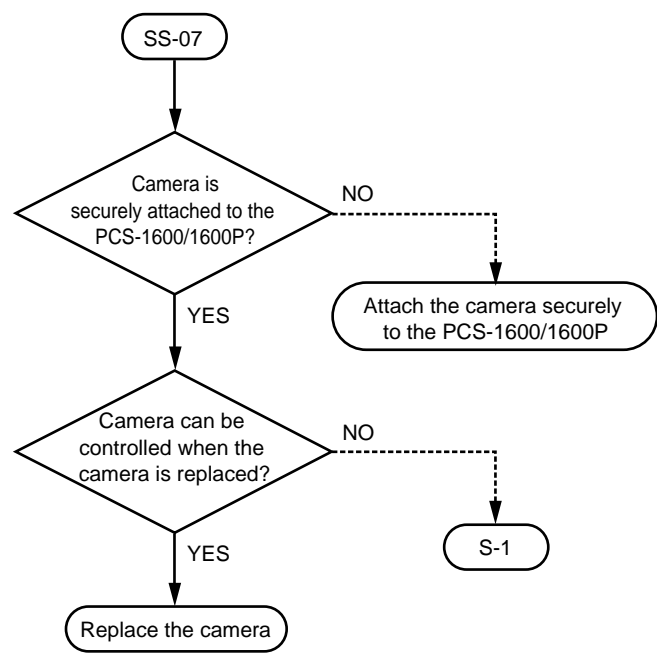 SS-07
Camera is
securely attached to the
PCS-1600/1600P?
NO
Attach the camera securely
to the PCS-1600/1600P
YES
Camera can be
controlled when the
camera is replaced?
NO
S-1
YES
Replace the camera